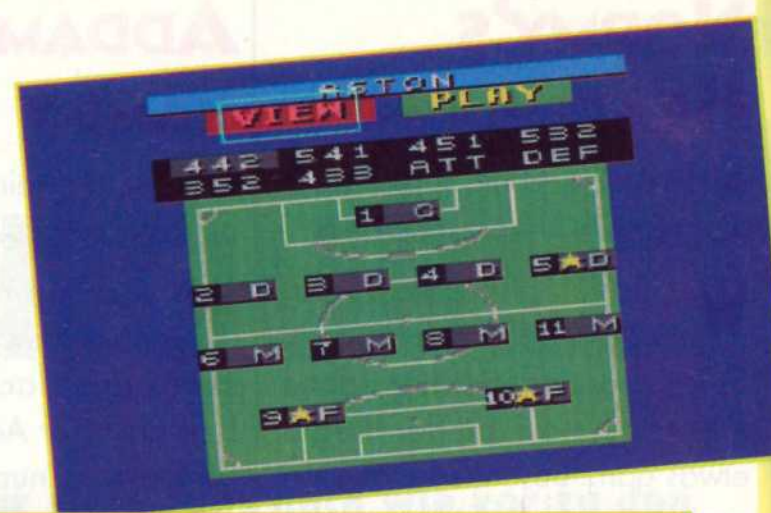 ASTON
VIEW PLAY
442 541 451 532
352 433 ATT DEF
1 G
2 D 3 D 4 D 5 D
6 M 7 M 8 M 11 M
9 F 10 F